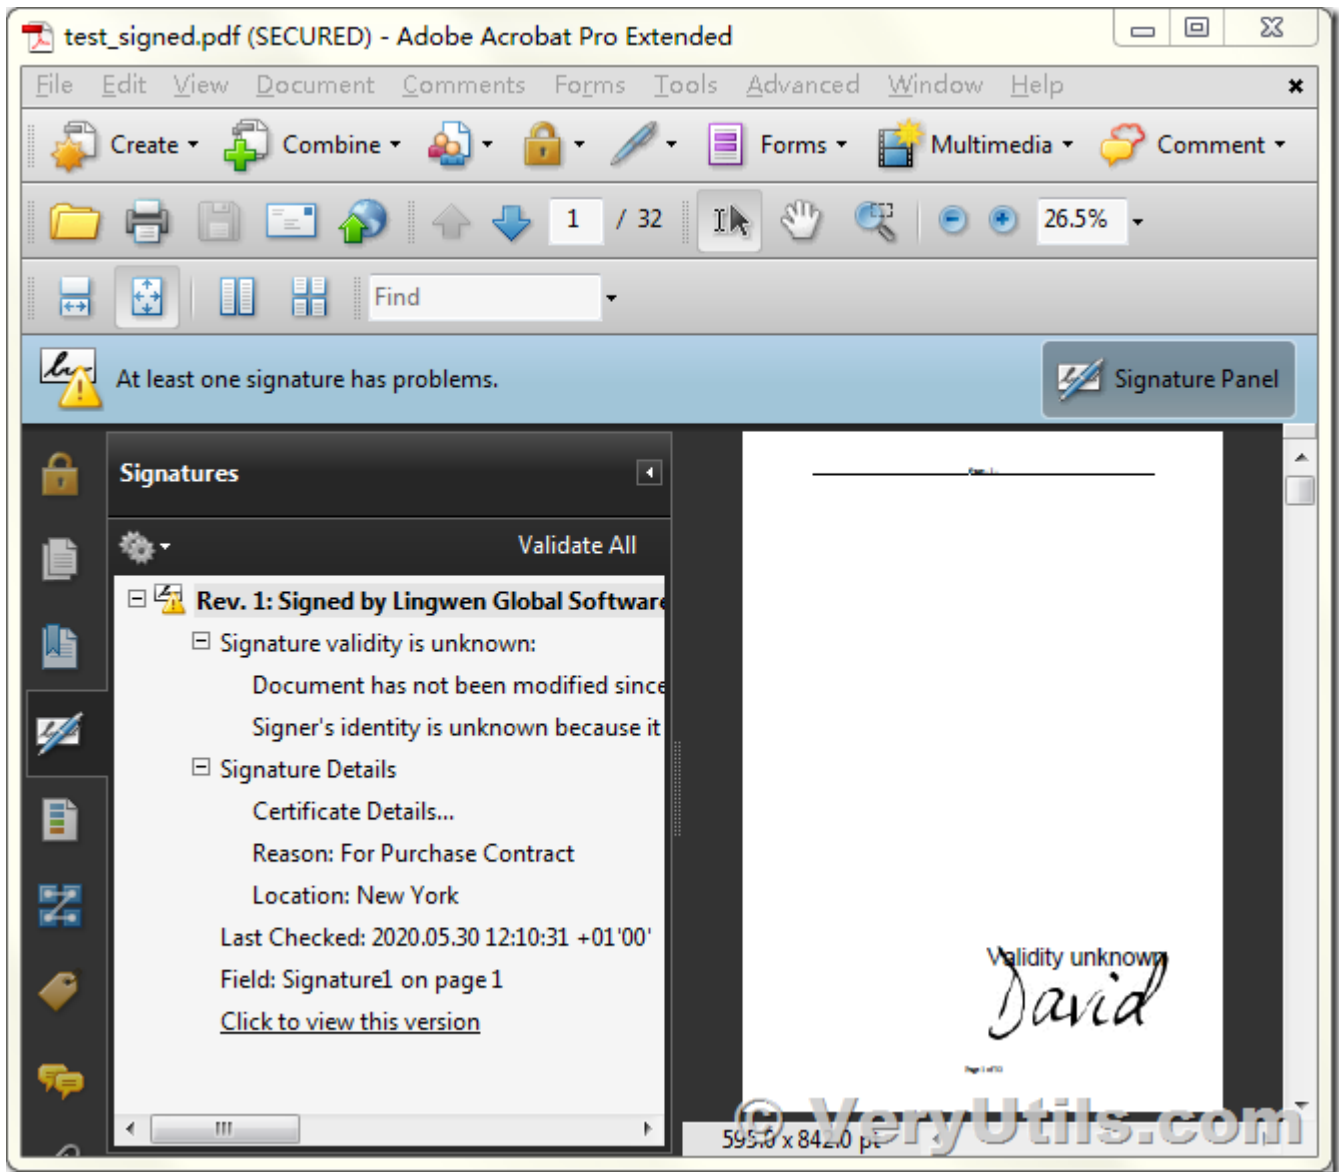 test_signed.pdf (SECURED) - Adobe Acrobat Pro Extended
File Edit View Document Comments Forms Tools Advanced Window Help
Create Combine Forms Multimedia Comment
1 / 32 26.5%
Find
At least one signature has problems. Signature Panel
Signatures
Validate All
Rev. 1: Signed by Lingwen Global Software
Signature validity is unknown:
Document has not been modified since
Signer's identity is unknown because it
Signature Details
Certificate Details...
Reason: For Purchase Contract
Location: New York
Last Checked: 2020.05.30 12:10:31 +01'00'
Field: Signature1 on page 1
Click to view this version
Validity unknown
David
© VeryUtils.com
595.0 x 842.0 pt